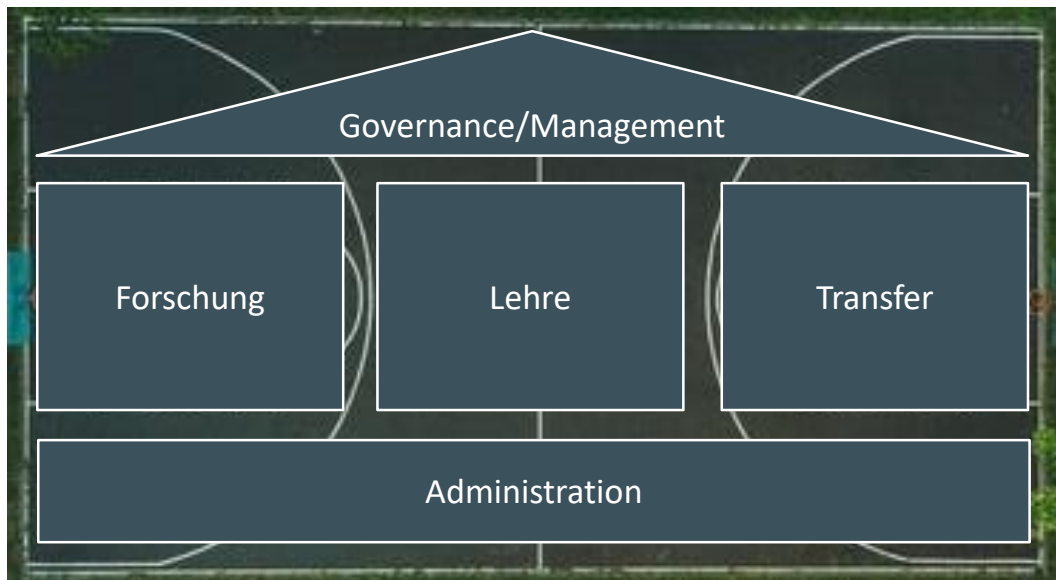 Governance/Management
Forschung
Lehre
Transfer
Administration